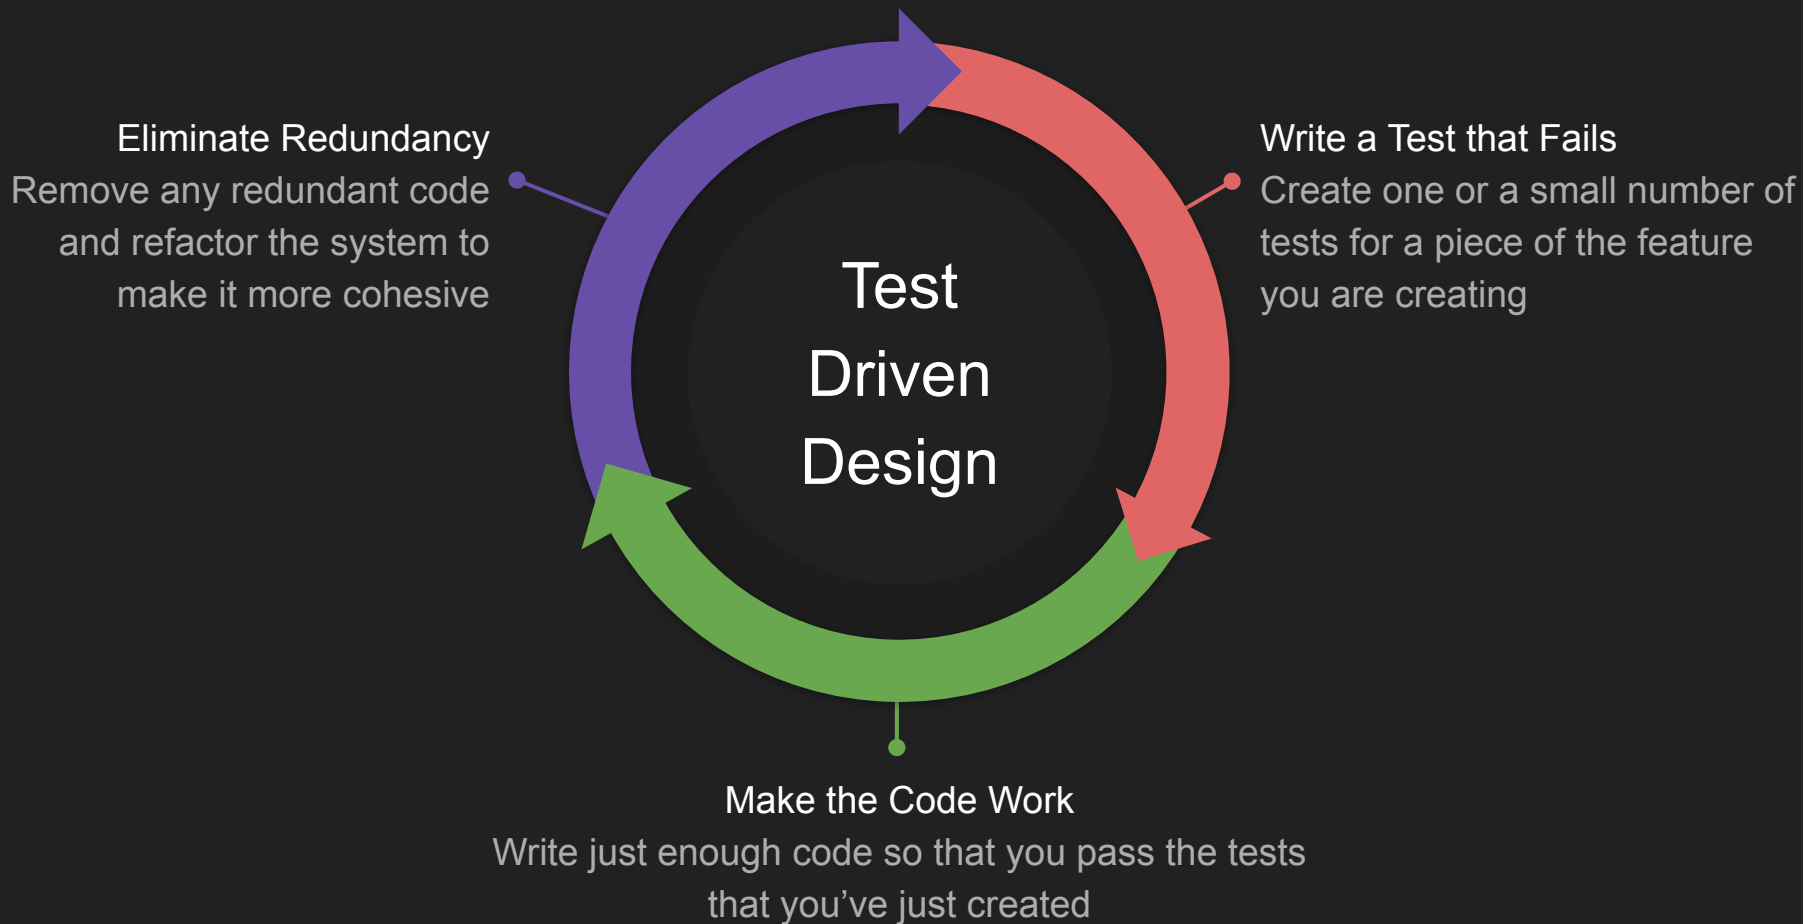 Eliminate Redundancy
Remove any redundant code
and refactor the system to
make it more cohesive
Test
Driven
Design
Write a Test that Fails
Create one or a small number of
tests for a piece of the feature
you are creating
Make the Code Work
Write just enough code so that you pass the tests
that you’ve just created